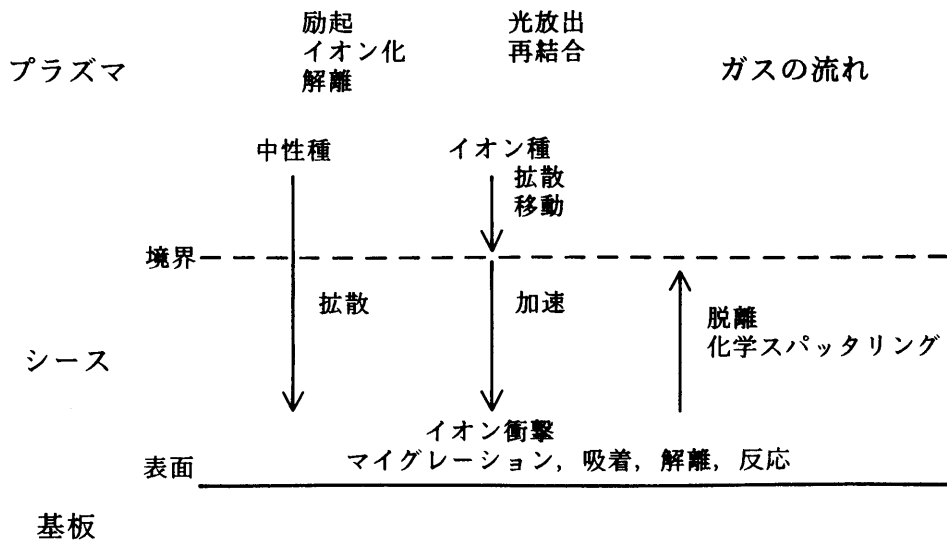 励起
イオン化
解離
光放出
再結合
プラズマ
ガスの流れ
中性種
イオン種
拡散
移動
境界
拡散
加速
脱離
化学スパッタリング
シース
イオン衝撃
マイグレーション，吸着，解離，反応
表面
基板